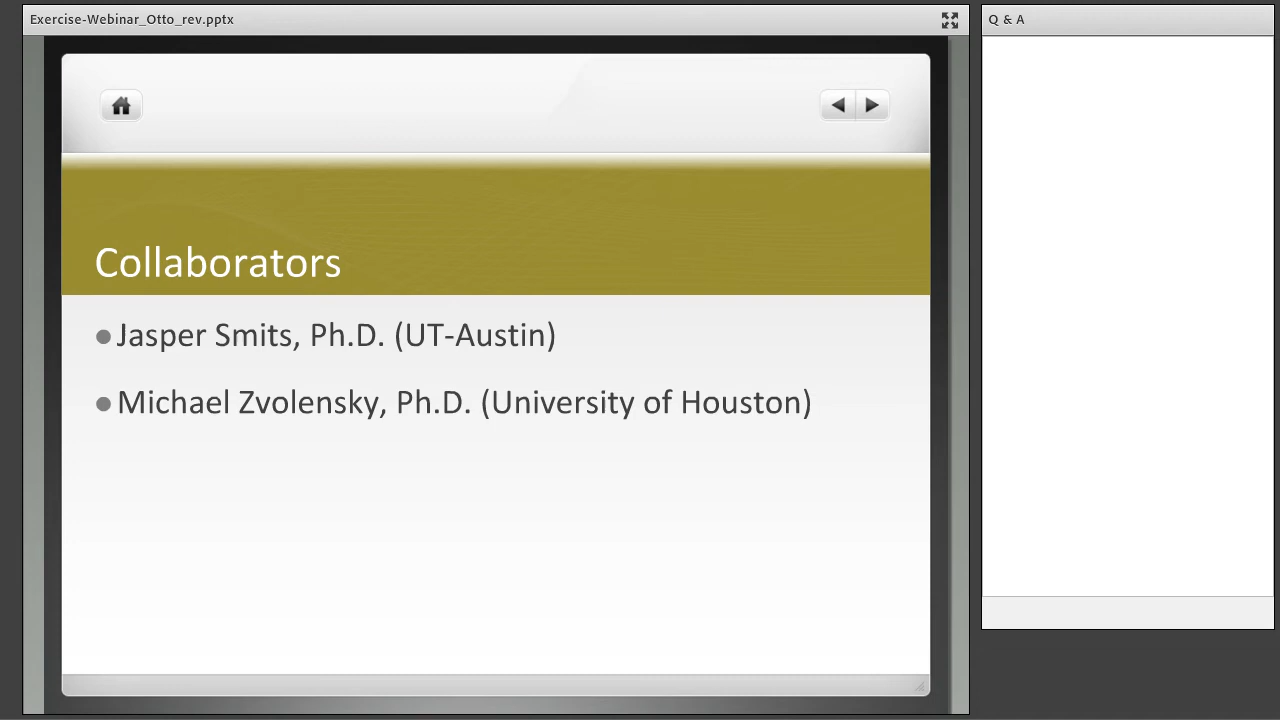 Exercise-Webinar_Otto_rev.pptx
Q & A
Collaborators
Jasper Smits, Ph.D. (UT-Austin)
Michael Zvolensky, Ph.D. (University of Houston)